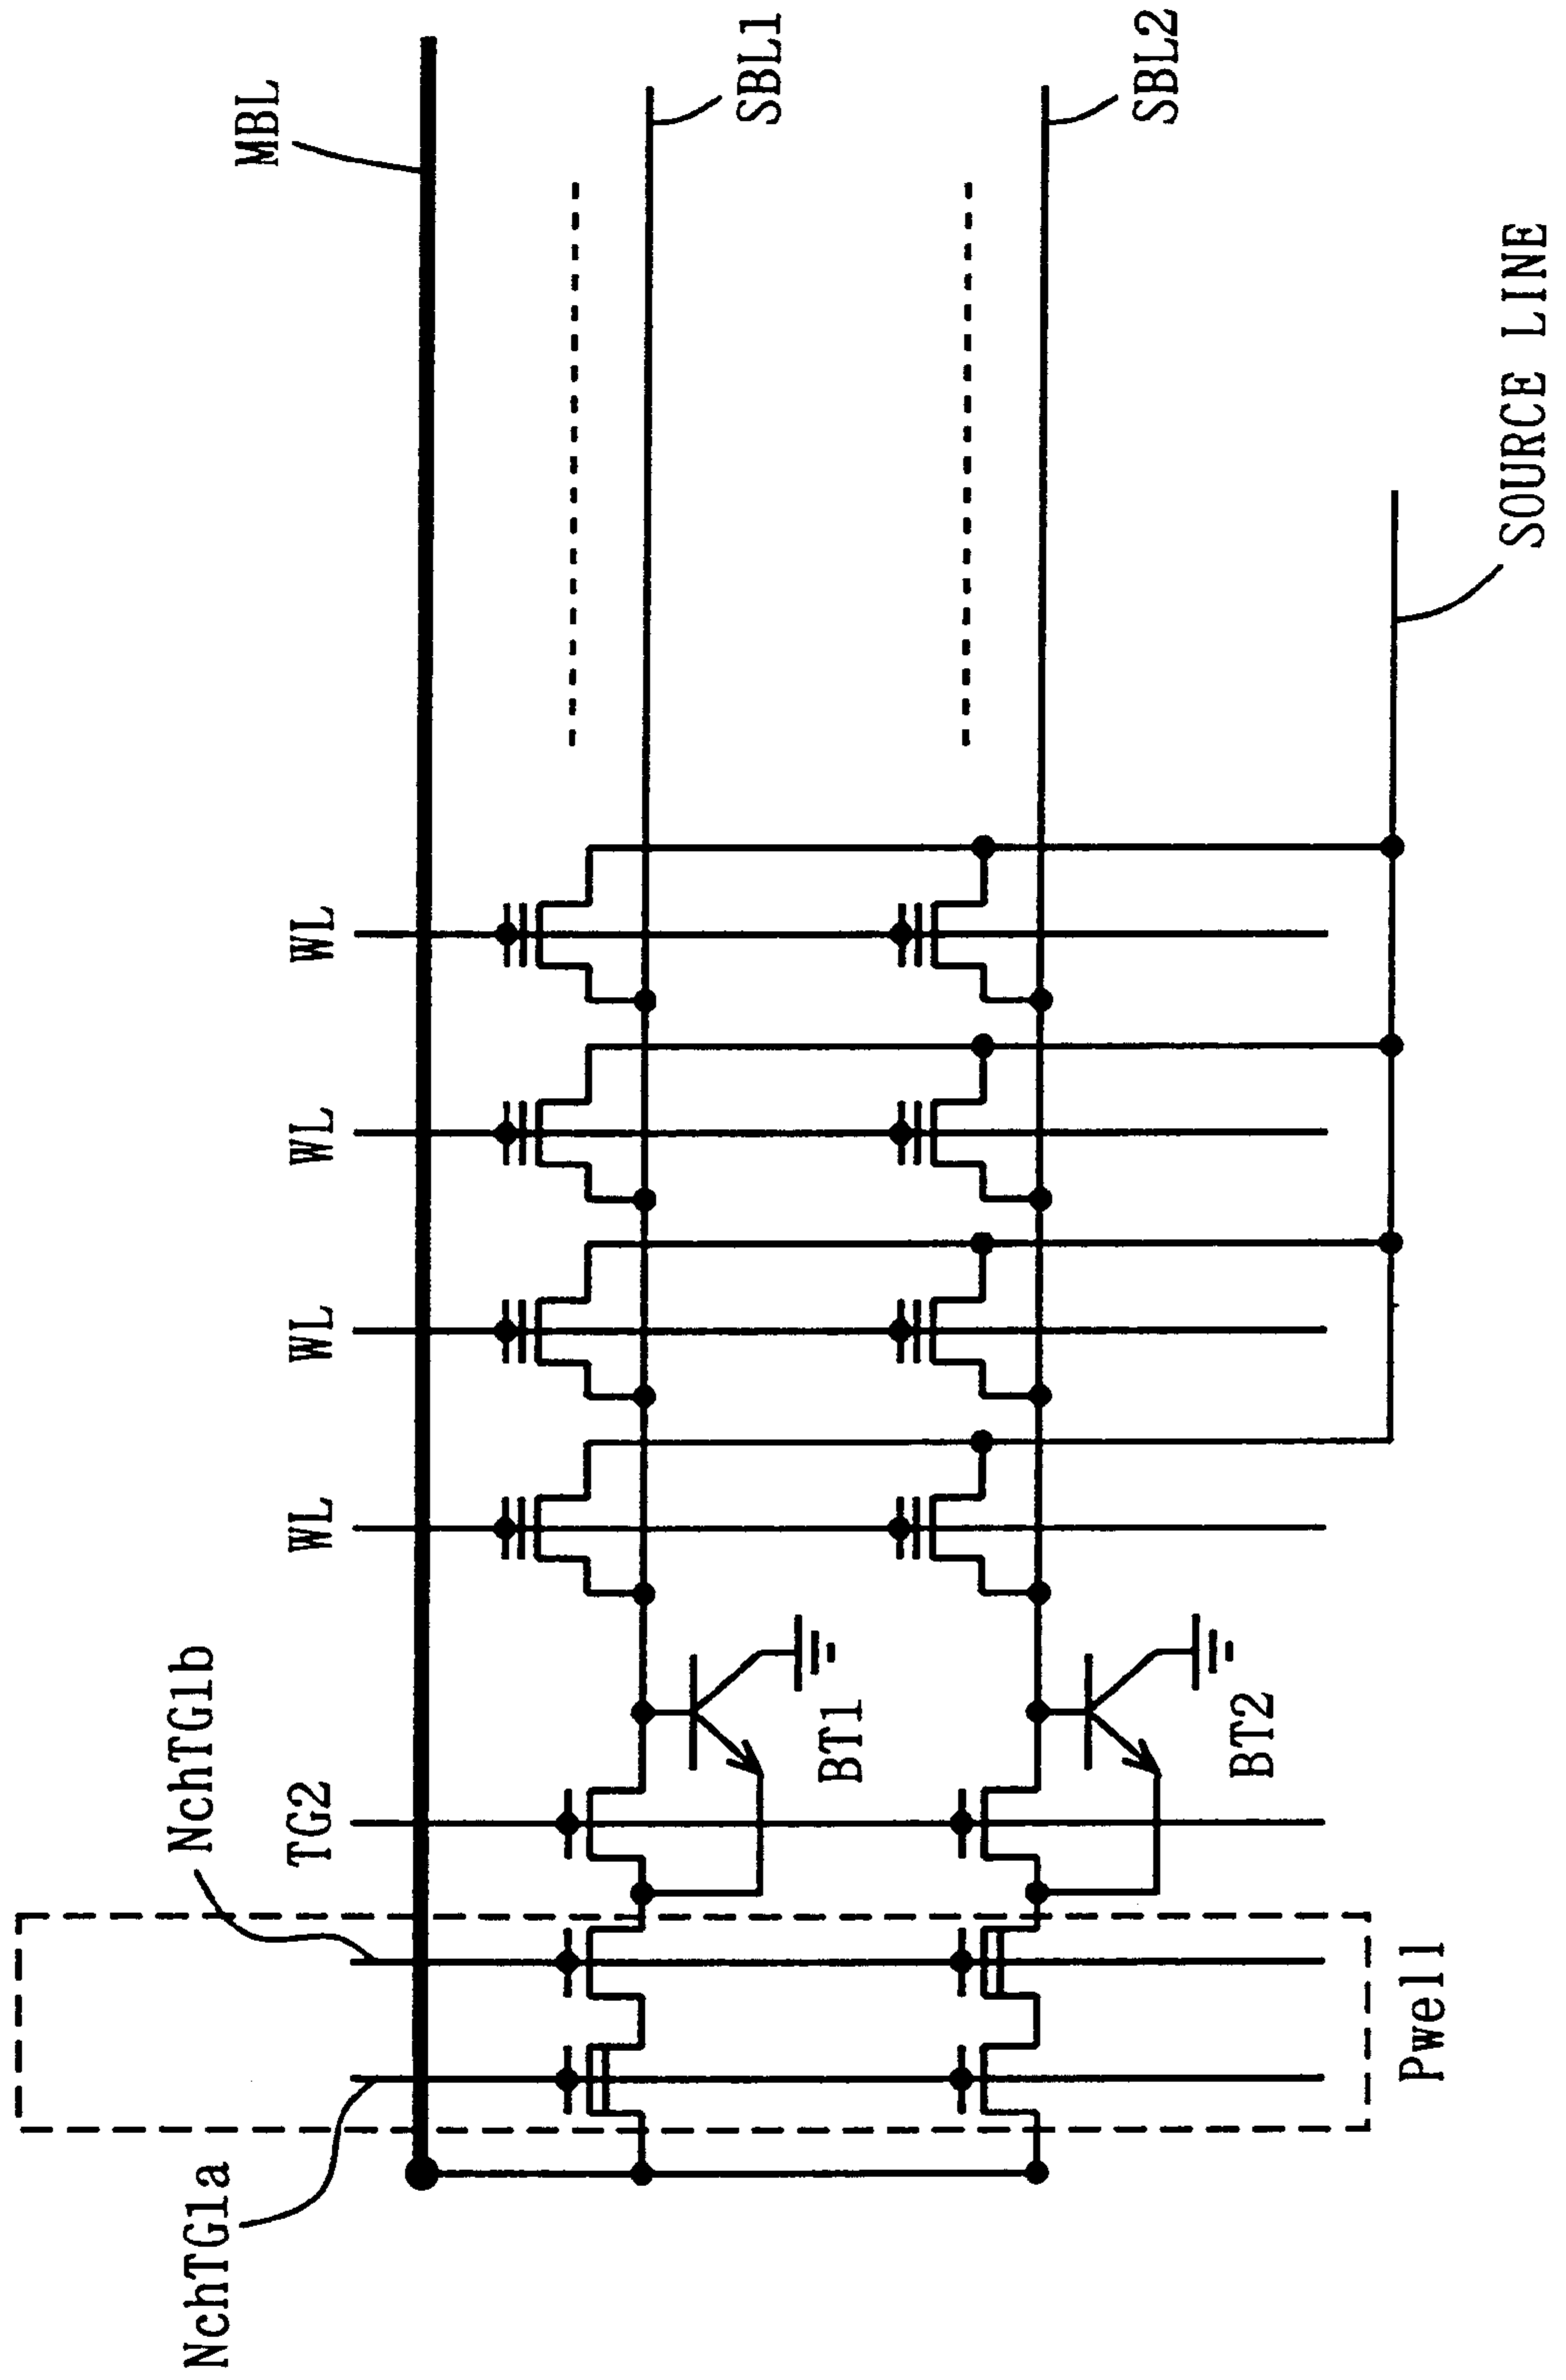 MBL
SBL1
SBL2
SOURCE LINE
WL
WL
WL
WL
NchTG1b
TG2
BT1
BT2
NchTG1a
Pwell